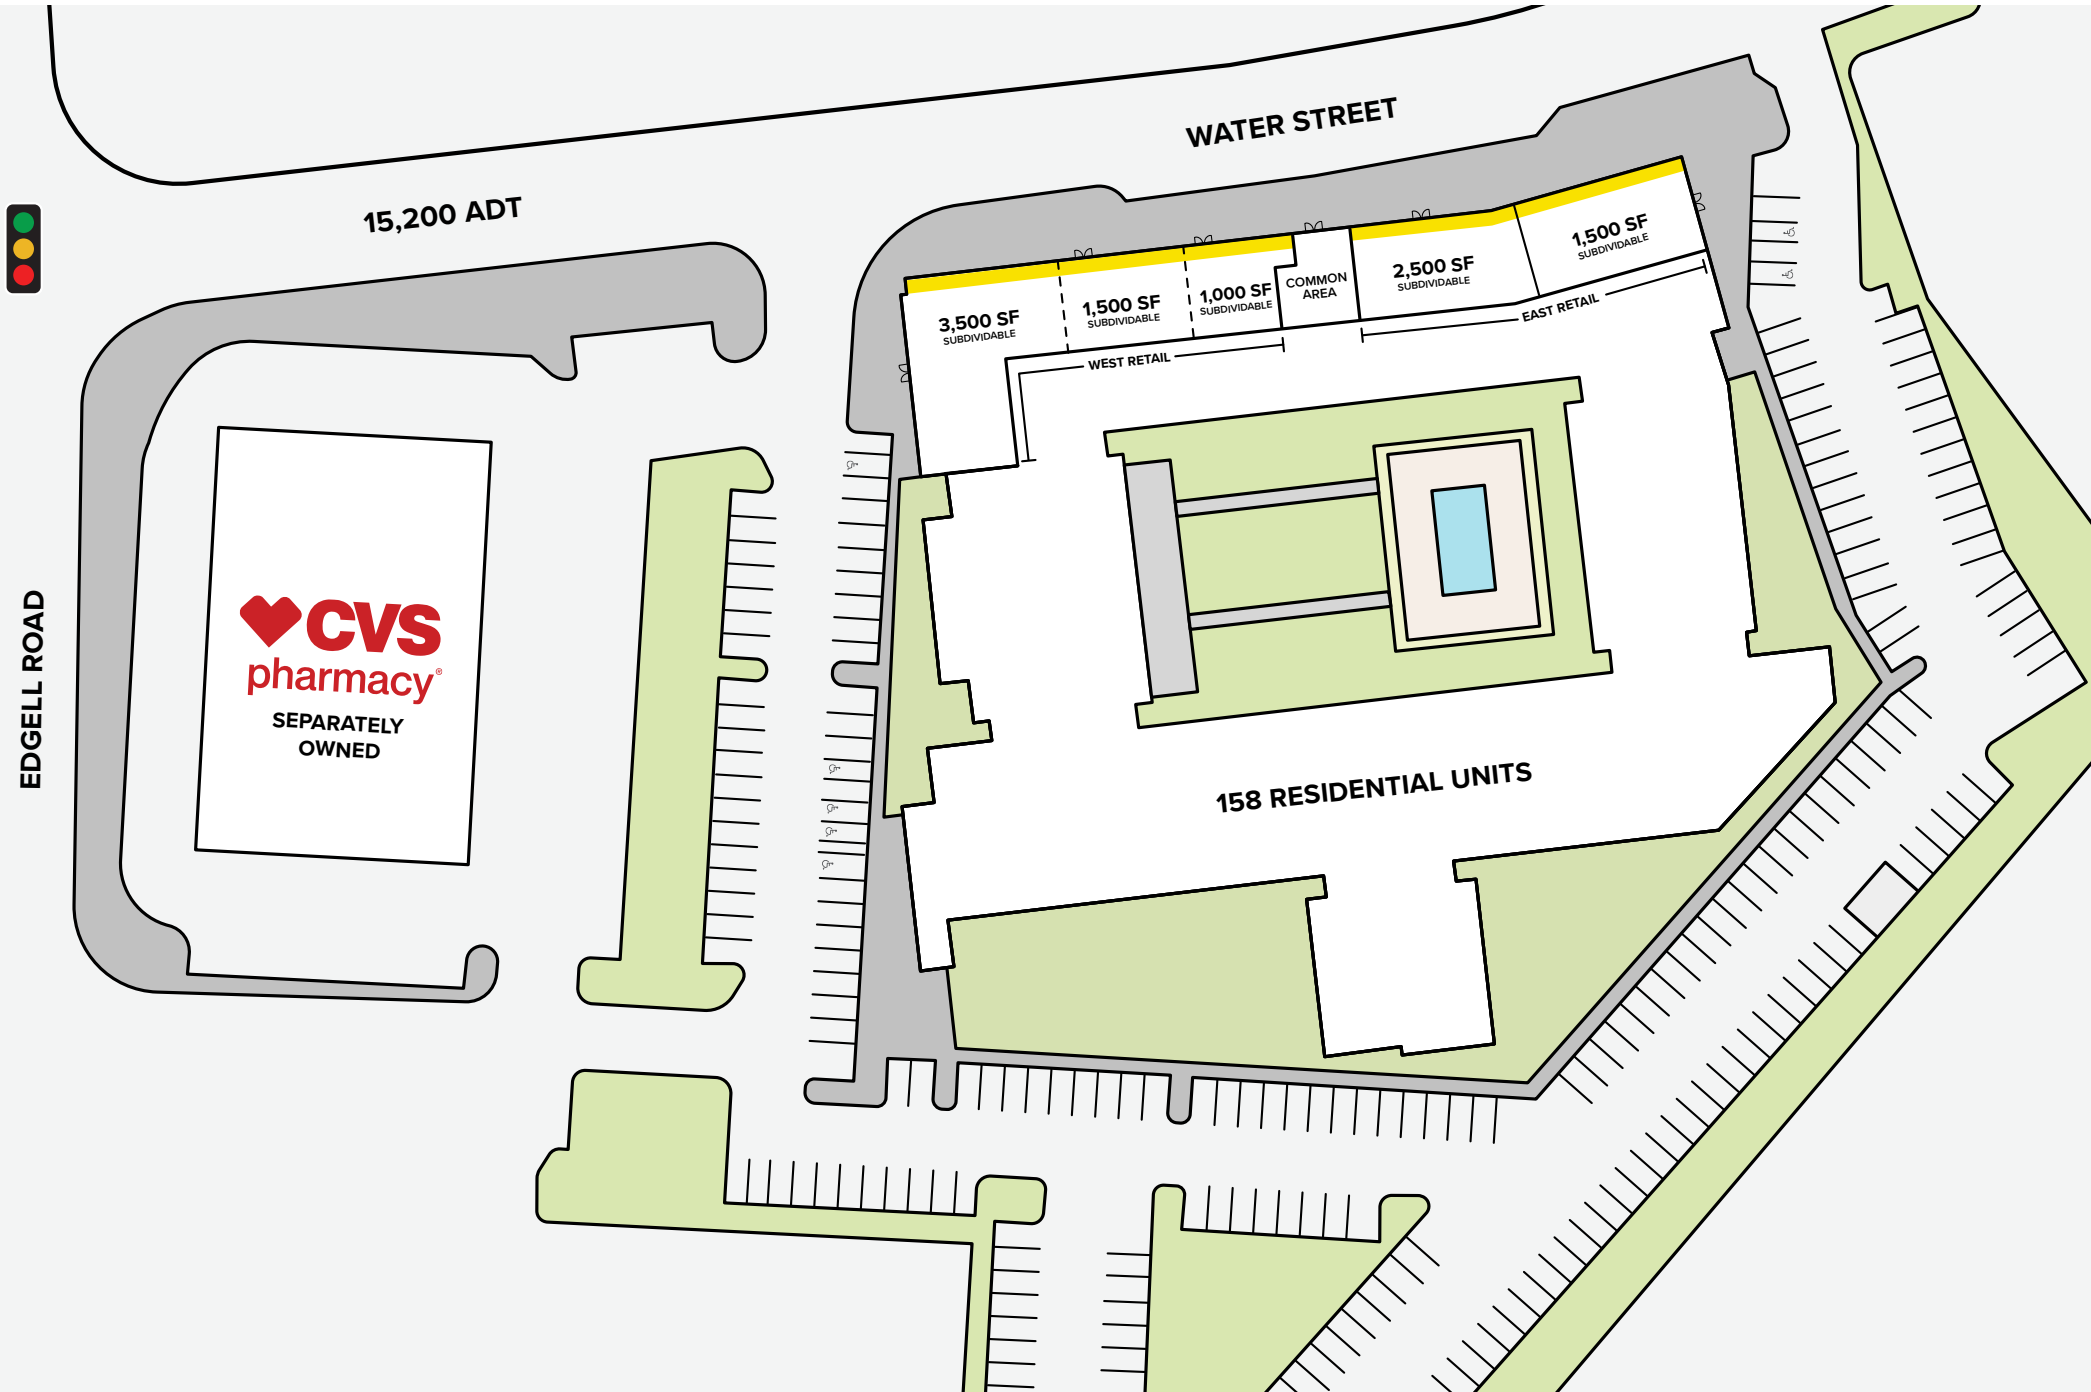 WATER STREET
15,200 ADT
1,500 SF
SUBDIVIDABLE
2,500 SF
SUBDIVIDABLE
COMMON
AREA
1,000 SF
SUBDIVIDABLE
1,500 SF
SUBDIVIDABLE
3,500 SF
SUBDIVIDABLE
EAST RETAIL
WEST RETAIL
EDGELL ROAD
CVS
pharmacy®
SEPARATELY
OWNED
158 RESIDENTIAL UNITS